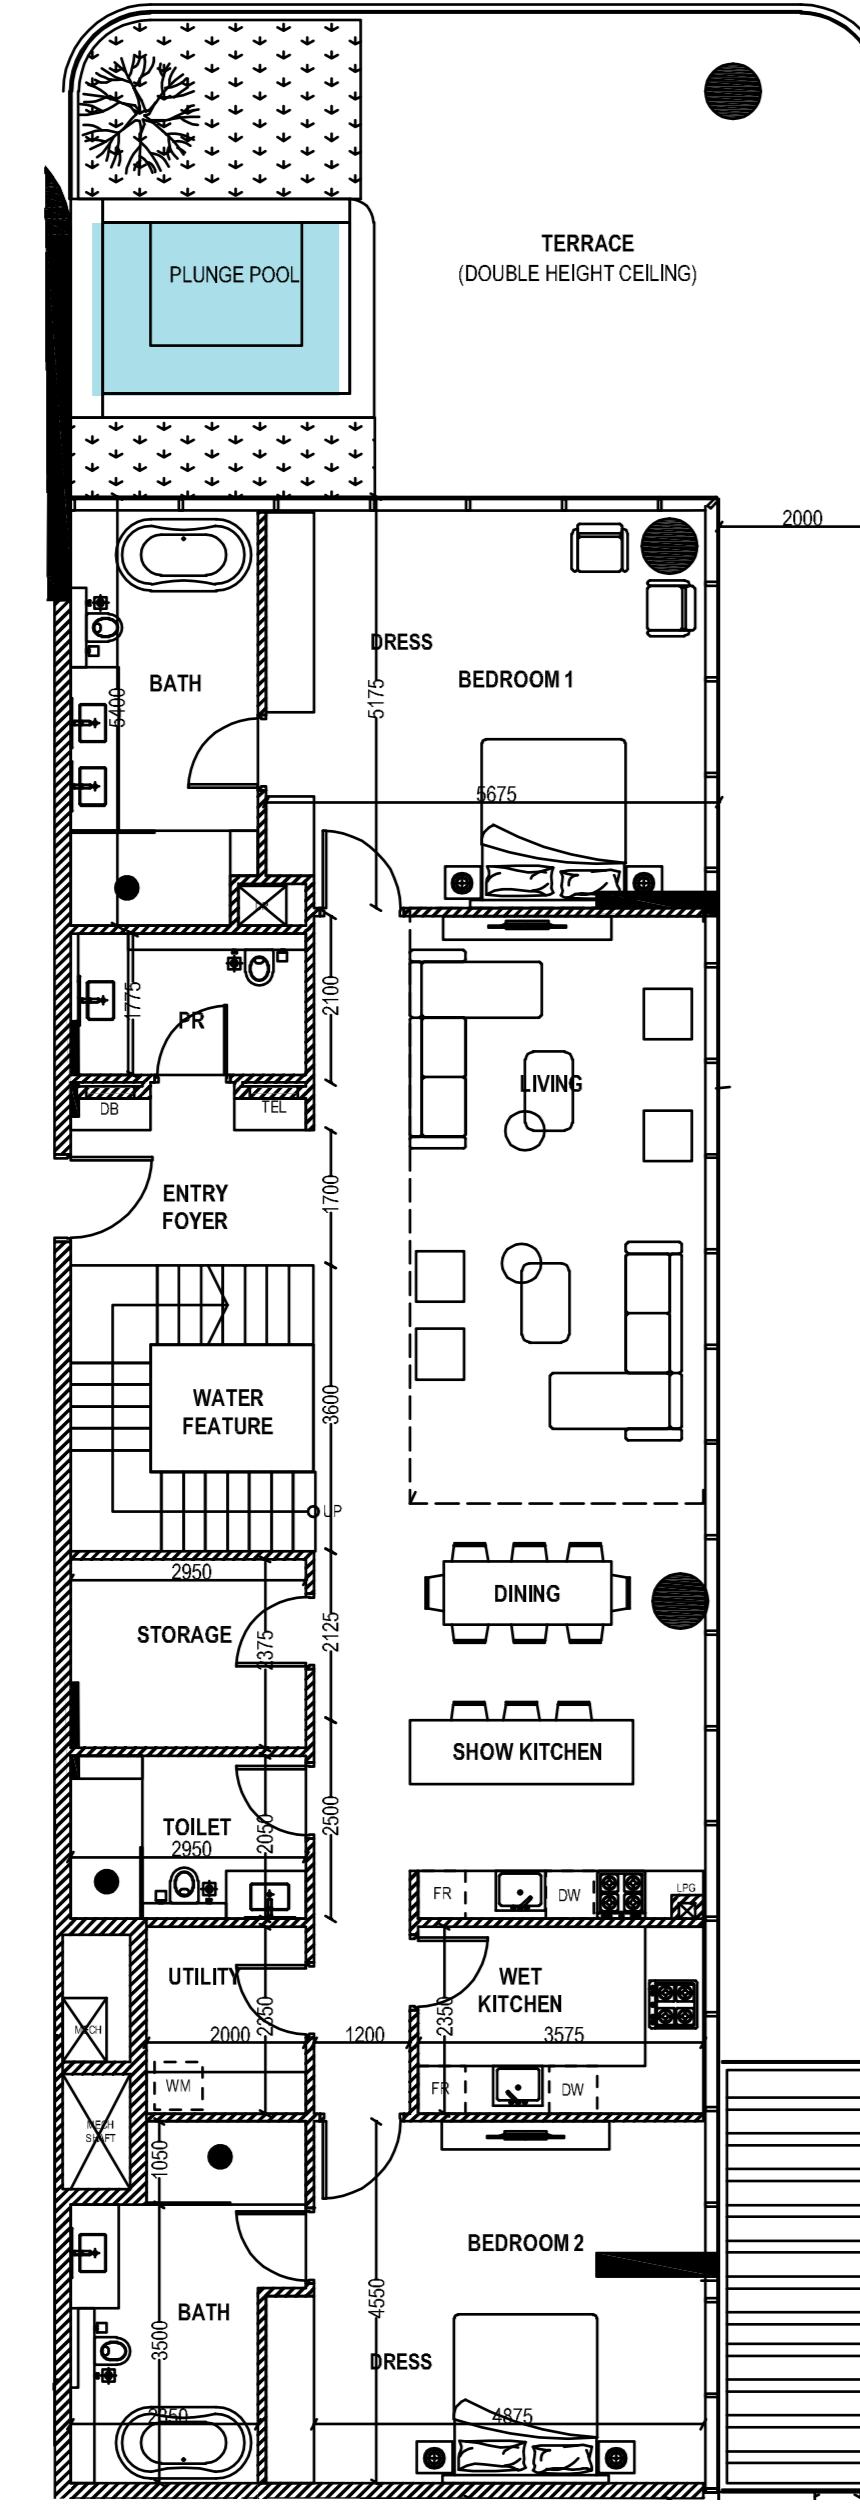 TERRACE
(DOUBLE HEIGHT CEILING)
PLUNGE POOL
2000
DRESS
BEDROOM 1
BATH
5400
5175
5675
1775
2100
PR
LIVING
DB
TEL
ENTRY
FOYER
1700
WATER
FEATURE
3600
UP
2950
DINING
STORAGE
2375
2125
SHOW KITCHEN
TOILET
2950
2050
2500
FR
DW
LPG
UTILITY
WET
KITCHEN
MECH
2350
2350
2000
1200
3575
WM
FR
DW
MECH
SHAFT
1050
BEDROOM 2
BATH
3500
4550
DRESS
2350
4875